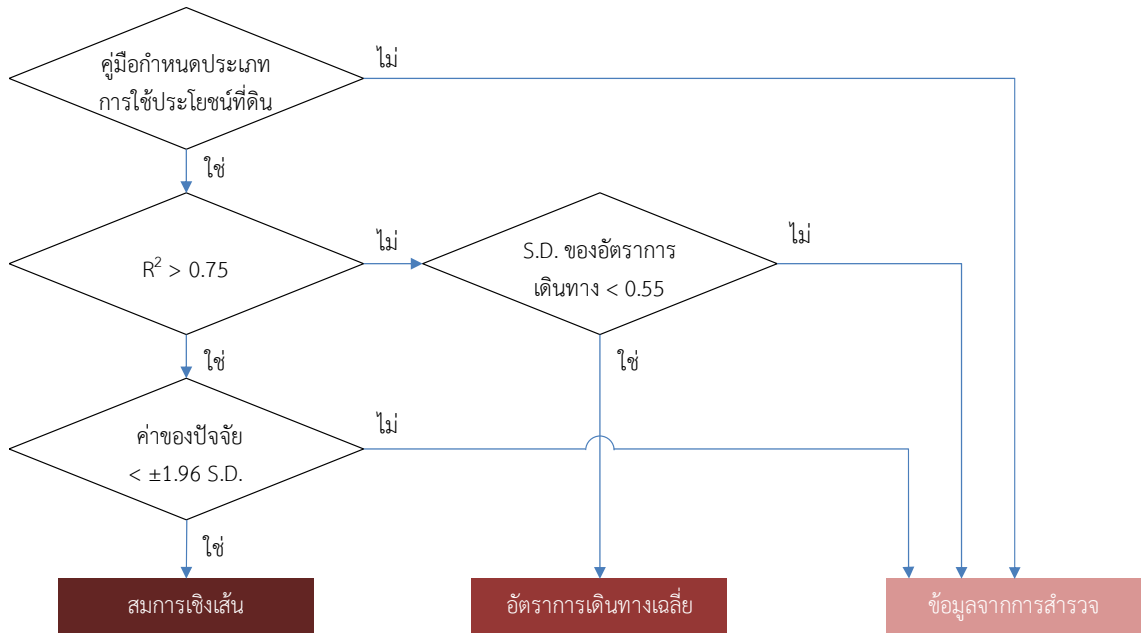 คู่มือกำหนดประเภท
การใช้ประโยชน์ที่ดิน
ไม่
ใช่
R² > 0.75
ไม่
S.D. ของอัตราการ
เดินทาง < 0.55
ไม่
ใช่
ใช่
ค่าของปัจจัย
< ±1.96 S.D.
ไม่
ใช่
สมการเชิงเส้น
อัตราการเดินทางเฉลี่ย
ข้อมูลจากการสำรวจ